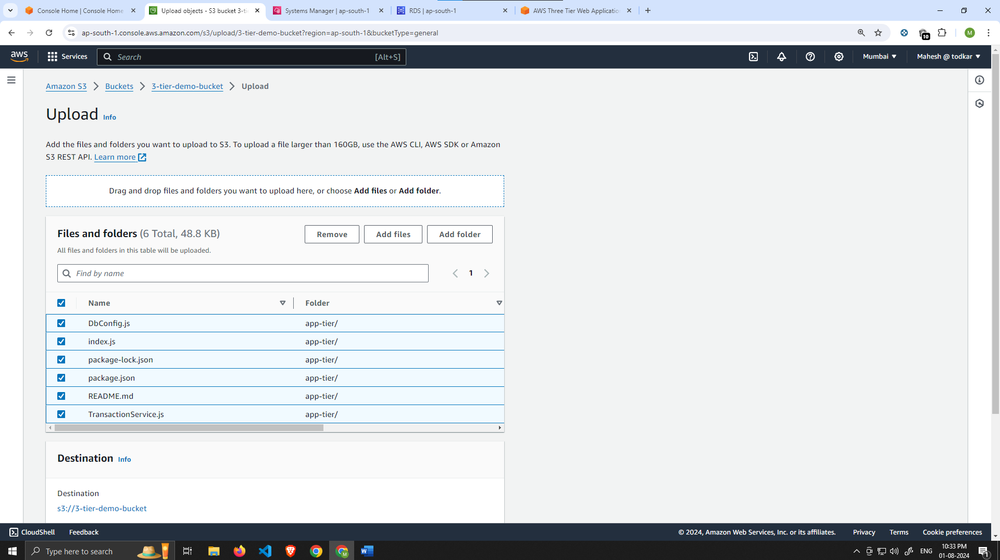 Console Home | Console Home
Upload objects - S3 bucket 3-tie
Systems Manager | ap-south-1
RDS | ap-south-1
AWS Three Tier Web Applicatio
ap-south-1.console.aws.amazon.com/s3/upload/3-tier-demo-bucket?region=ap-south-1&bucketType=general
10
M
aws
Services
Search
[Alt+S]
Mumbai
Mahesh @ todkar
Amazon S3
Buckets
3-tier-demo-bucket
Upload
Upload Info
Add the files and folders you want to upload to S3. To upload a file larger than 160GB, use the AWS CLI, AWS SDK or Amazon
S3 REST API. Learn more
Drag and drop files and folders you want to upload here, or choose Add files or Add folder.
Files and folders (6 Total, 48.8 KB)
Remove
Add files
Add folder
All files and folders in this table will be uploaded.
Find by name
1
Name Folder
DbConfig.js app-tier/
index.js app-tier/
package-lock.json app-tier/
package.json app-tier/
README.md app-tier/
TransactionService.js app-tier/
Destination Info
Destination
s3://3-tier-demo-bucket
CloudShell
Feedback
© 2024, Amazon Web Services, Inc. or its affiliates.
Privacy
Terms
Cookie preferences
Type here to search
M
W
ENG
10:33 PM
01-08-2024
1